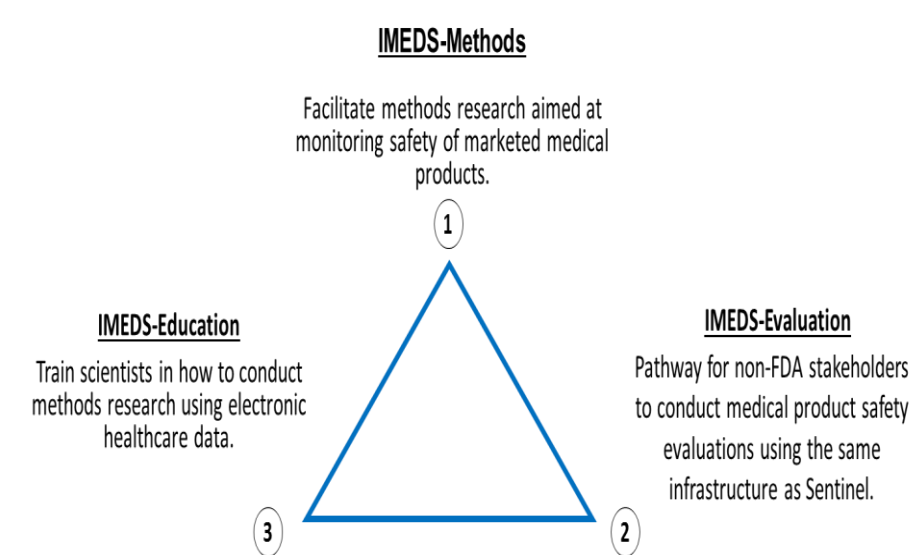 IMEDS-Methods
Facilitate methods research aimed at
monitoring safety of marketed medical
products.
1
IMEDS-Education
Train scientists in how to conduct
methods research using electronic
healthcare data.
3
IMEDS-Evaluation
Pathway for non-FDA stakeholders
to conduct medical product safety
evaluations using the same
infrastructure as Sentinel.
2